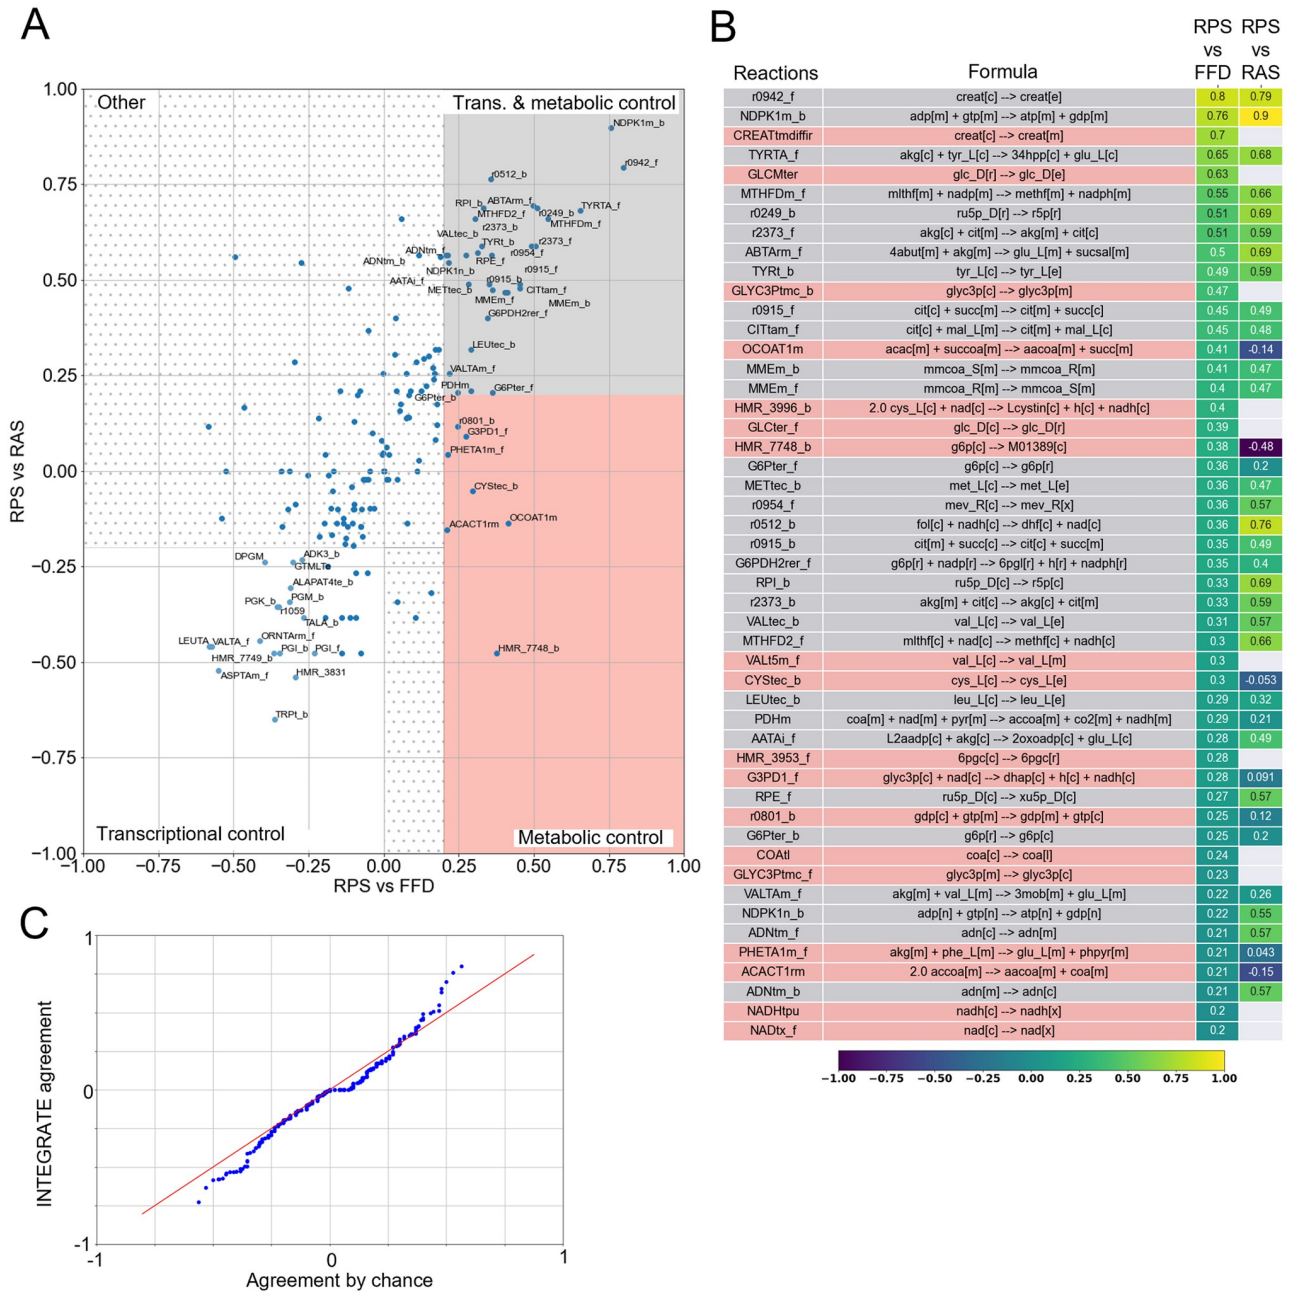 A
1.00
0.75
0.50
0.25
0.00
−0.25
−0.50
−0.75
−1.00
RPS vs RAS
Other
Trans. & metabolic control
Transcriptional control
Metabolic control
NDPK1m_b
r0942_f
r0512_b
RPI_b
ABTArm_f
TYRTA_f
r0249_b
MTHFD2_f
MTHFDm_f
r2373_b
VALtec_b
TYRt_b
r2373_f
ADNtm_f
r0954_f
ADNtm_b
RPE_f
NDPK1n_b
r0915_f
AATAi_f
r0915_b
METtec_b
CITtam_f
MMEm_f
MMEm_b
G6PDH2rer_f
LEUtec_b
VALTAm_f
PDHm
G6Pter_f
G6Pter_b
r0801_b
G3PD1_f
PHETA1m_f
CYStec_b
OCOAT1m
ACACT1rm
DPGM
ADK3_b
GTMLTe
ALAPAT4te_b
PGK_b
PGM_b
r1059
TALA_b
ORNTArm_f
LEUTA
VALTA_f
PGI_b
PGI_f
HMR_7749_b
HMR_7748_b
ASPTAm_f
HMR_3831
TRPt_b
−1.00 −0.75 −0.50 −0.25 0.00 0.25 0.50 0.75 1.00
RPS vs FFD
B
Reactions Formula RPS vs FFD RPS vs RAS
r0942_f creat[c] --> creat[e] 0.8 0.79
NDPK1m_b adp[m] + gtp[m] --> atp[m] + gdp[m] 0.76 0.9
CREATtmdiffir creat[c] --> creat[m] 0.7
TYRTA_f akg[c] + tyr_L[c] --> 34hpp[c] + glu_L[c] 0.65 0.68
GLCMter glc_D[r] --> glc_D[e] 0.63
MTHFDm_f mlthf[m] + nadp[m] --> methf[m] + nadph[m] 0.55 0.66
r0249_b ru5p_D[r] --> r5p[r] 0.51 0.69
r2373_f akg[c] + cit[m] --> akg[m] + cit[c] 0.51 0.59
ABTArm_f 4abut[m] + akg[m] --> glu_L[m] + sucsal[m] 0.5 0.69
TYRt_b tyr_L[c] --> tyr_L[e] 0.49 0.59
GLYC3Ptmc_b glyc3p[c] --> glyc3p[m] 0.47
r0915_f cit[c] + succ[m] --> cit[m] + succ[c] 0.45 0.49
CITtam_f cit[c] + mal_L[m] --> cit[m] + mal_L[c] 0.45 0.48
OCOAT1m acac[m] + succoa[m] --> aacoa[m] + succ[m] 0.41 -0.14
MMEm_b mmcoa_S[m] --> mmcoa_R[m] 0.41 0.47
MMEm_f mmcoa_R[m] --> mmcoa_S[m] 0.4 0.47
HMR_3996_b 2.0 cys_L[c] + nad[c] --> Lcystin[c] + h[c] + nadh[c] 0.4
GLCter_f glc_D[c] --> glc_D[r] 0.39
HMR_7748_b g6p[c] --> M01389[c] 0.38 -0.48
G6Pter_f g6p[c] --> g6p[r] 0.36 0.2
METtec_b met_L[c] --> met_L[e] 0.36 0.47
r0954_f mev_R[c] --> mev_R[x] 0.36 0.57
r0512_b fol[c] + nadh[c] --> dhf[c] + nad[c] 0.36 0.76
r0915_b cit[m] + succ[c] --> cit[c] + succ[m] 0.35 0.49
G6PDH2rer_f g6p[r] + nadp[r] --> 6pgl[r] + h[r] + nadph[r] 0.35 0.4
RPI_b ru5p_D[c] --> r5p[c] 0.33 0.69
r2373_b akg[m] + cit[c] --> akg[c] + cit[m] 0.33 0.59
VALtec_b val_L[c] --> val_L[e] 0.31 0.57
MTHFD2_f mlthf[c] + nad[c] --> methf[c] + nadh[c] 0.3 0.66
VALt5m_f val_L[c] --> val_L[m] 0.3
CYStec_b cys_L[c] --> cys_L[e] 0.3 -0.053
LEUtec_b leu_L[c] --> leu_L[e] 0.29 0.32
PDHm coa[m] + nad[m] + pyr[m] --> accoa[m] + co2[m] + nadh[m] 0.29 0.21
AATAi_f L2aadp[c] + akg[c] --> 2oxoadp[c] + glu_L[c] 0.28 0.49
HMR_3953_f 6pgc[c] --> 6pgc[r] 0.28
G3PD1_f glyc3p[c] + nad[c] --> dhap[c] + h[c] + nadh[c] 0.28 0.091
RPE_f ru5p_D[c] --> xu5p_D[c] 0.27 0.57
r0801_b gdp[c] + gtp[m] --> gdp[m] + gtp[c] 0.25 0.12
G6Pter_b g6p[r] --> g6p[c] 0.25 0.2
COAtl coa[c] --> coa[l] 0.24
GLYC3Ptmc_f glyc3p[m] --> glyc3p[c] 0.23
VALTAm_f akg[m] + val_L[m] --> 3mob[m] + glu_L[m] 0.22 0.26
NDPK1n_b adp[n] + gtp[n] --> atp[n] + gdp[n] 0.22 0.55
ADNtm_f adn[c] --> adn[m] 0.21 0.57
PHETA1m_f akg[m] + phe_L[m] --> glu_L[m] + phpyr[m] 0.21 0.043
ACACT1rm 2.0 accoa[m] --> aacoa[m] + coa[m] 0.21 -0.15
ADNtm_b adn[m] --> adn[c] 0.21 0.57
NADHtpu nadh[c] --> nadh[x] 0.2
NADtx_f nad[c] --> nad[x] 0.2
−1.00 −0.75 −0.50 −0.25 0.00 0.25 0.50 0.75 1.00
C
1
0
-1
INTEGRATE agreement
-1 0 1
Agreement by chance